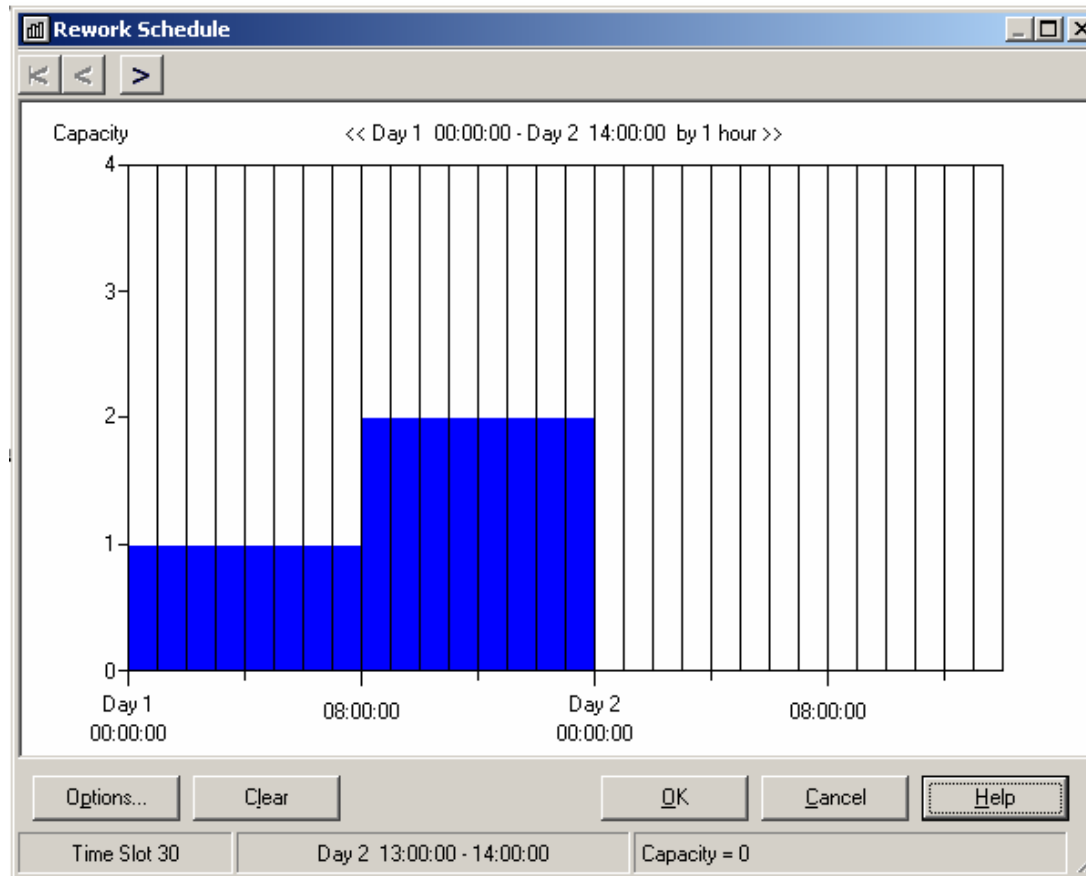 Rework Schedule
Capacity
<< Day 1 00:00:00 - Day 2 14:00:00 by 1 hour >>
4
3
2
1
0
Day 1
00:00:00
08:00:00
Day 2
00:00:00
08:00:00
Options...
Clear
OK
Cancel
Help
Time Slot 30
Day 2 13:00:00 - 14:00:00
Capacity = 0